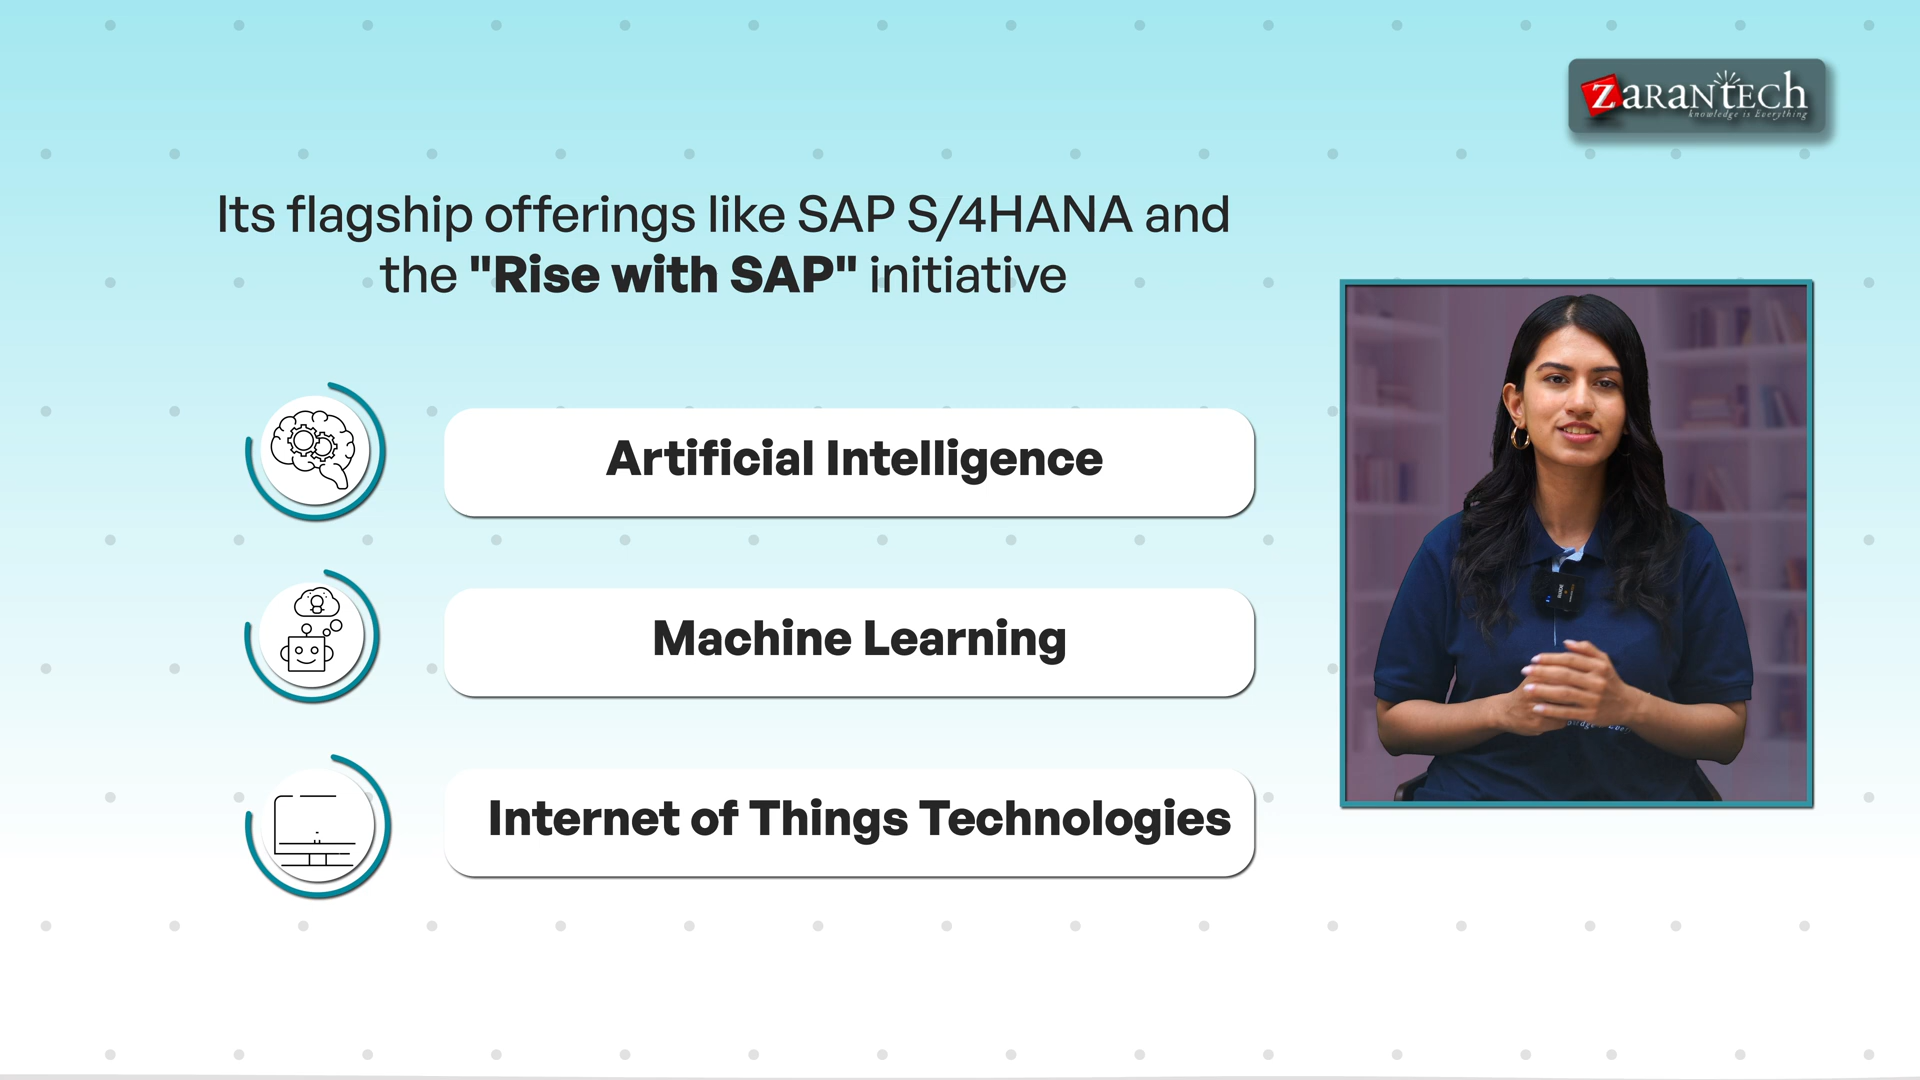 ZARANTECH
knowledge is Everything
Its flagship offerings like SAP S/4HANA and
the "Rise with SAP" initiative
Artificial Intelligence
Machine Learning
Internet of Things Technologies